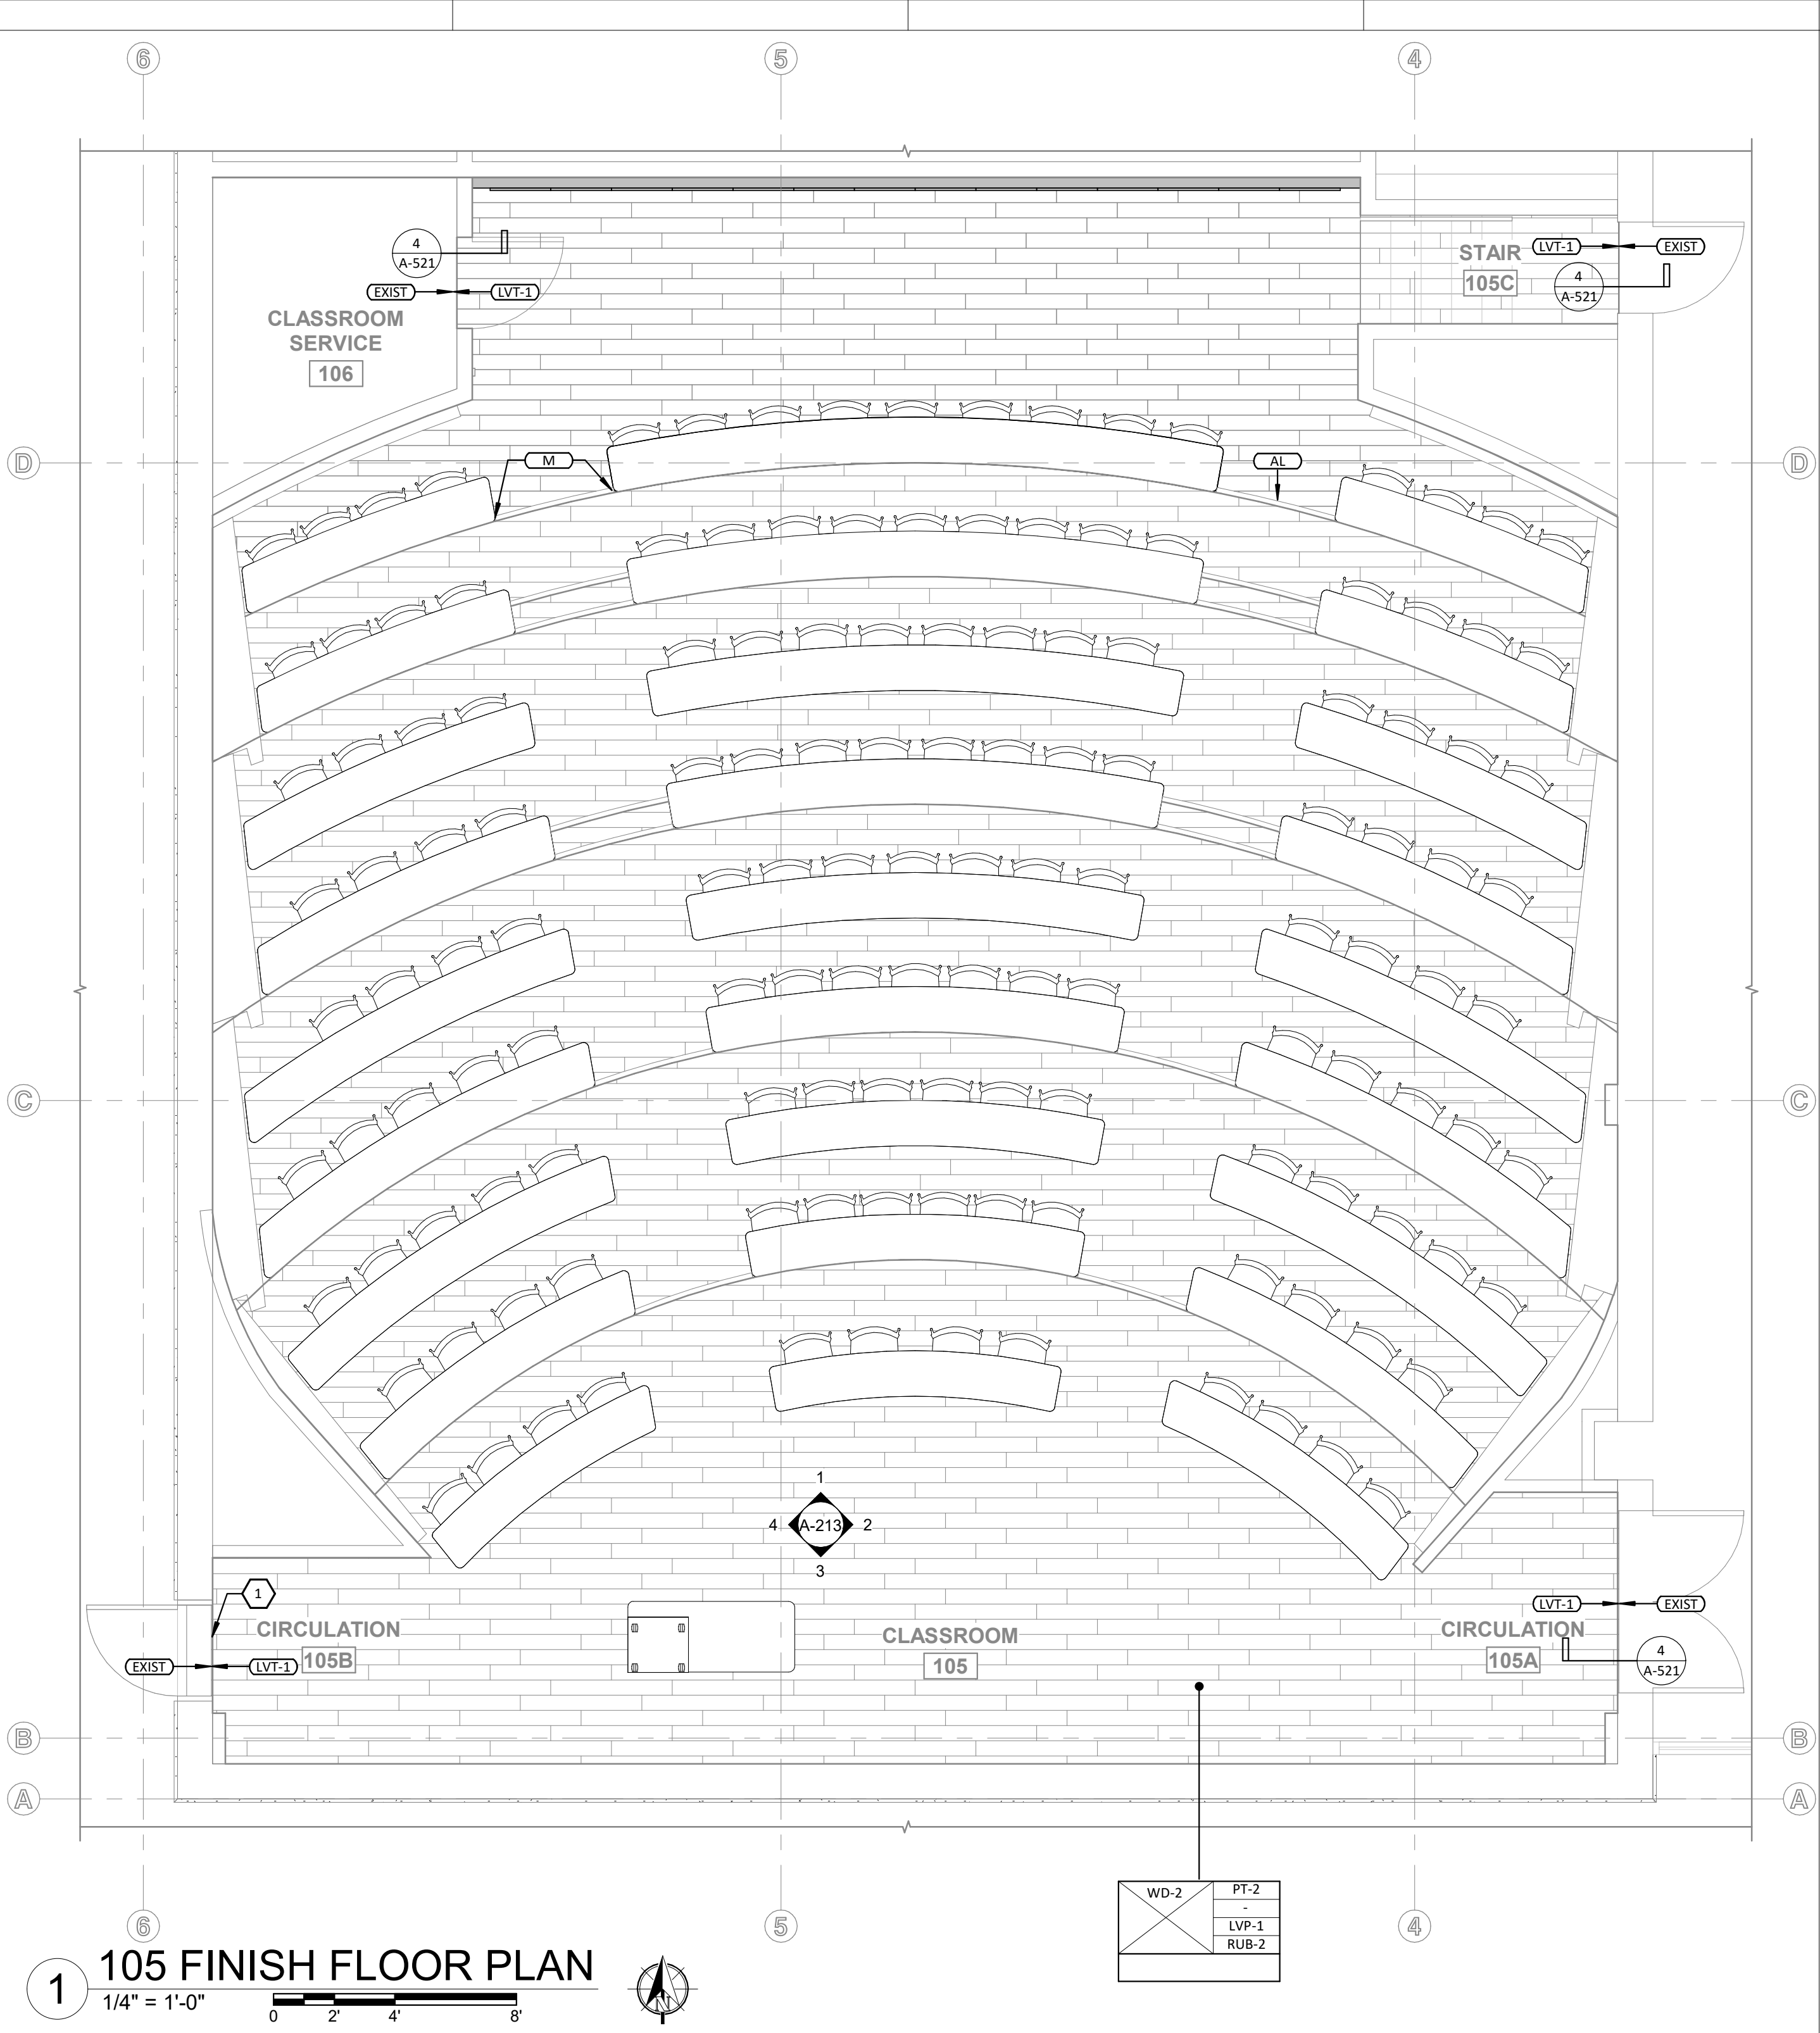 6 5 4
4
A-521
EXIST LVT-1
CLASSROOM
SERVICE
106
STAIR
105C
LVT-1 EXIST
4
A-521
D M AL D
C C
1
4 A-213 2
3
1
CIRCULATION
105B
EXIST LVT-1
CLASSROOM
105
LVT-1 EXIST
CIRCULATION
105A
4
A-521
B B
A A
WD-2 PT-2
-
LVP-1
RUB-2
6 5 4
1 105 FINISH FLOOR PLAN
1/4" = 1'-0"
0 2' 4' 8'
N